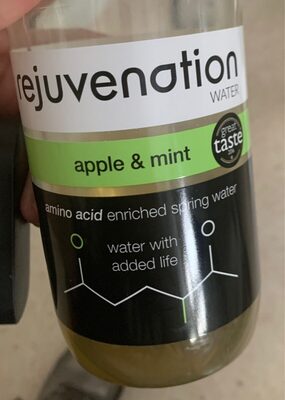 rejuvenation
WATER
great
taste
apple & mint
amino acid enriched spring water
water with
added life
O
O